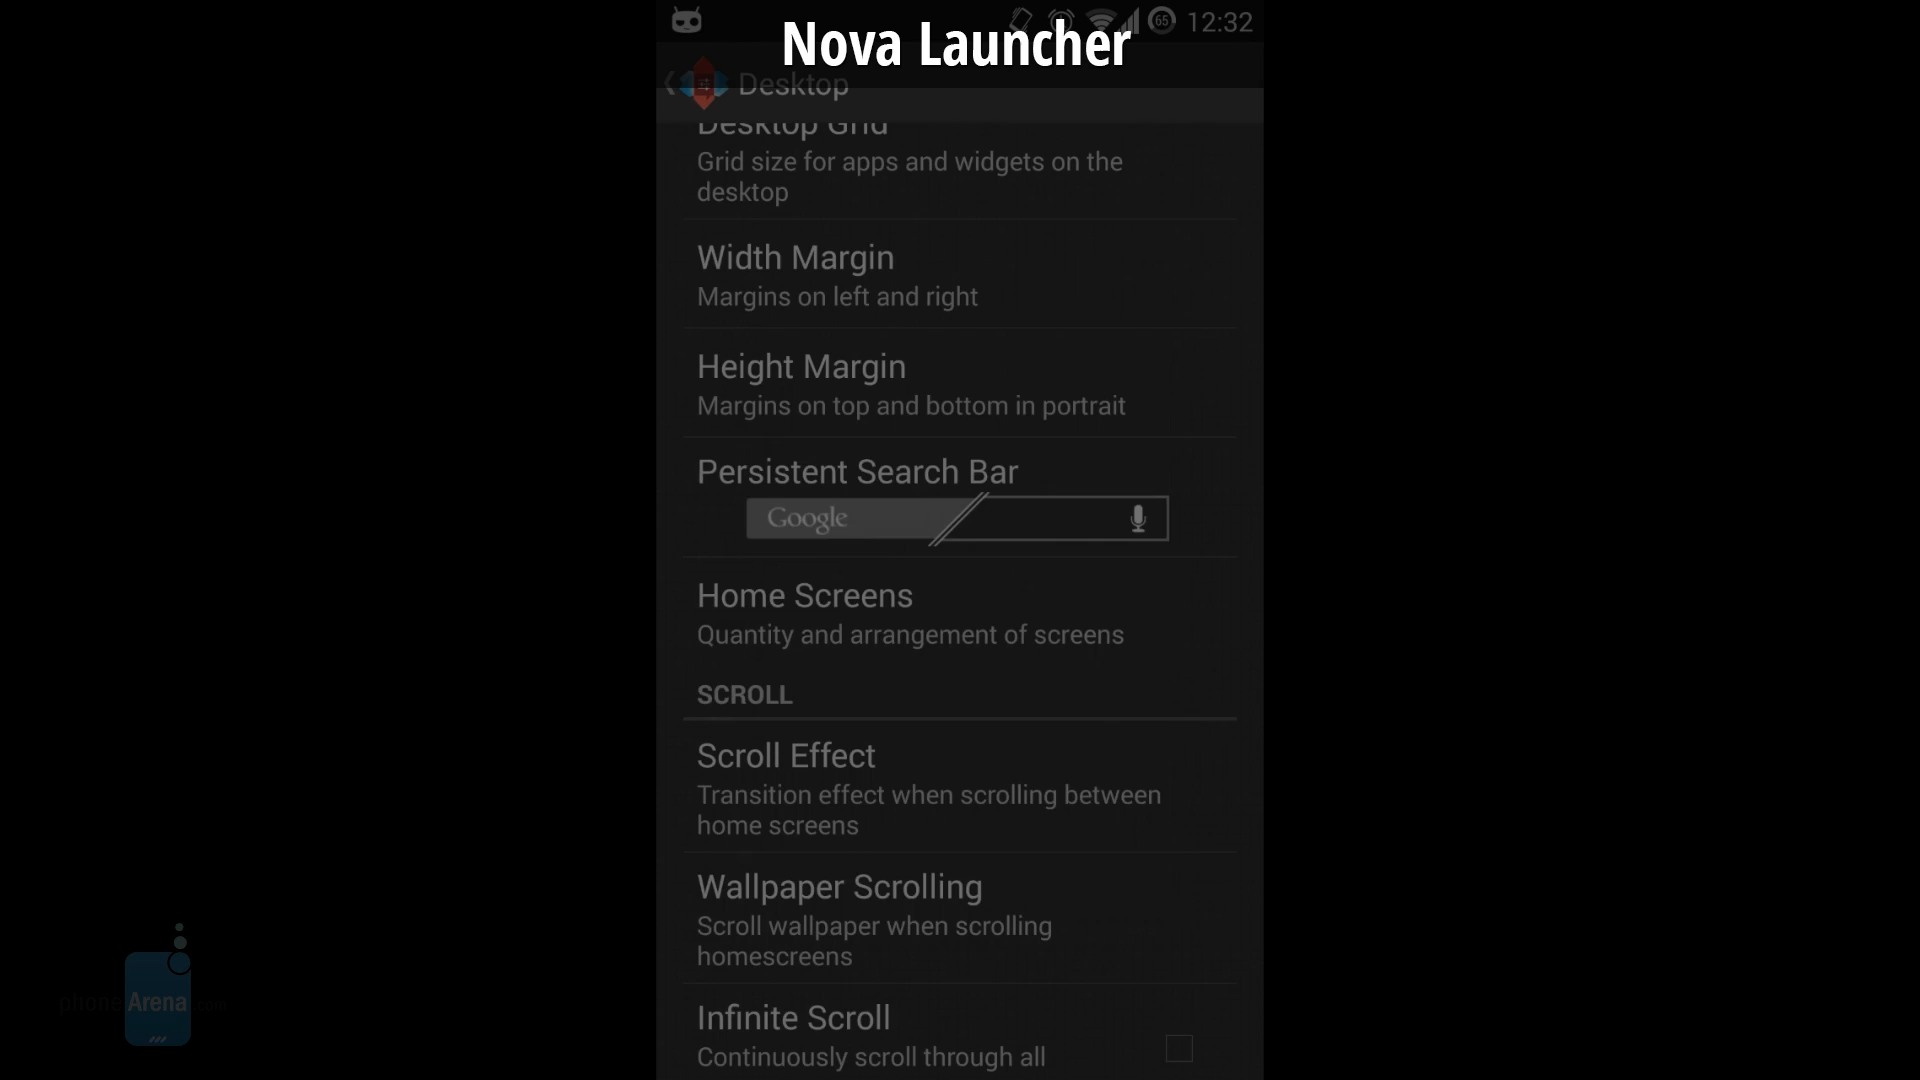 12:32
65
Nova Launcher
Desktop
Desktop Grid
Grid size for apps and widgets on the
desktop
Width Margin
Margins on left and right
Height Margin
Margins on top and bottom in portrait
Persistent Search Bar
Google
Home Screens
Quantity and arrangement of screens
SCROLL
Scroll Effect
Transition effect when scrolling between
home screens
Wallpaper Scrolling
Scroll wallpaper when scrolling
homescreens
Infinite Scroll
Continuously scroll through all
phoneArena.com